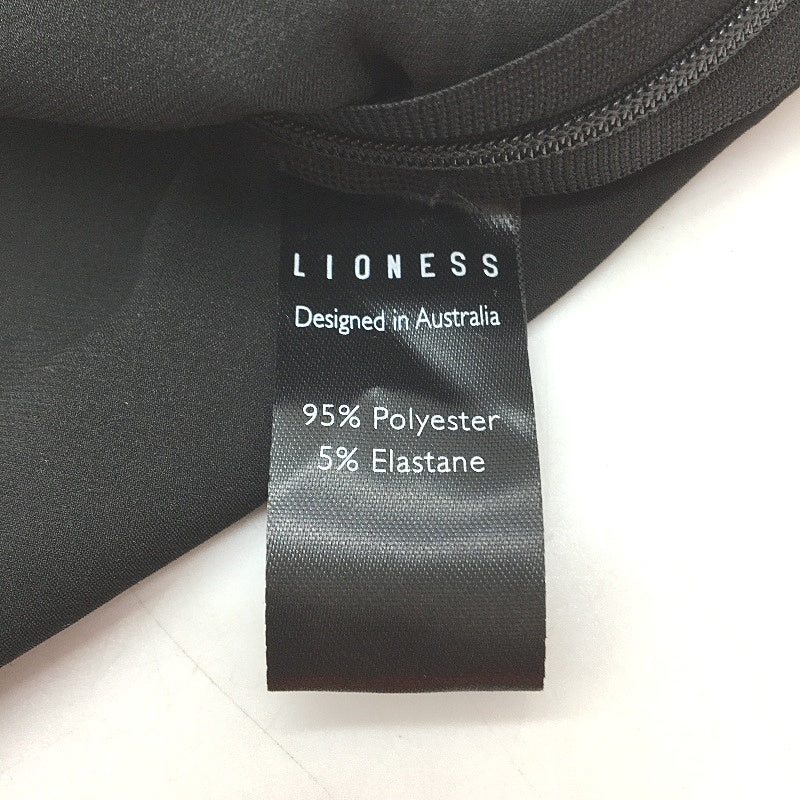 LIONESS
Designed in Australia
95% Polyester
5% Elastane